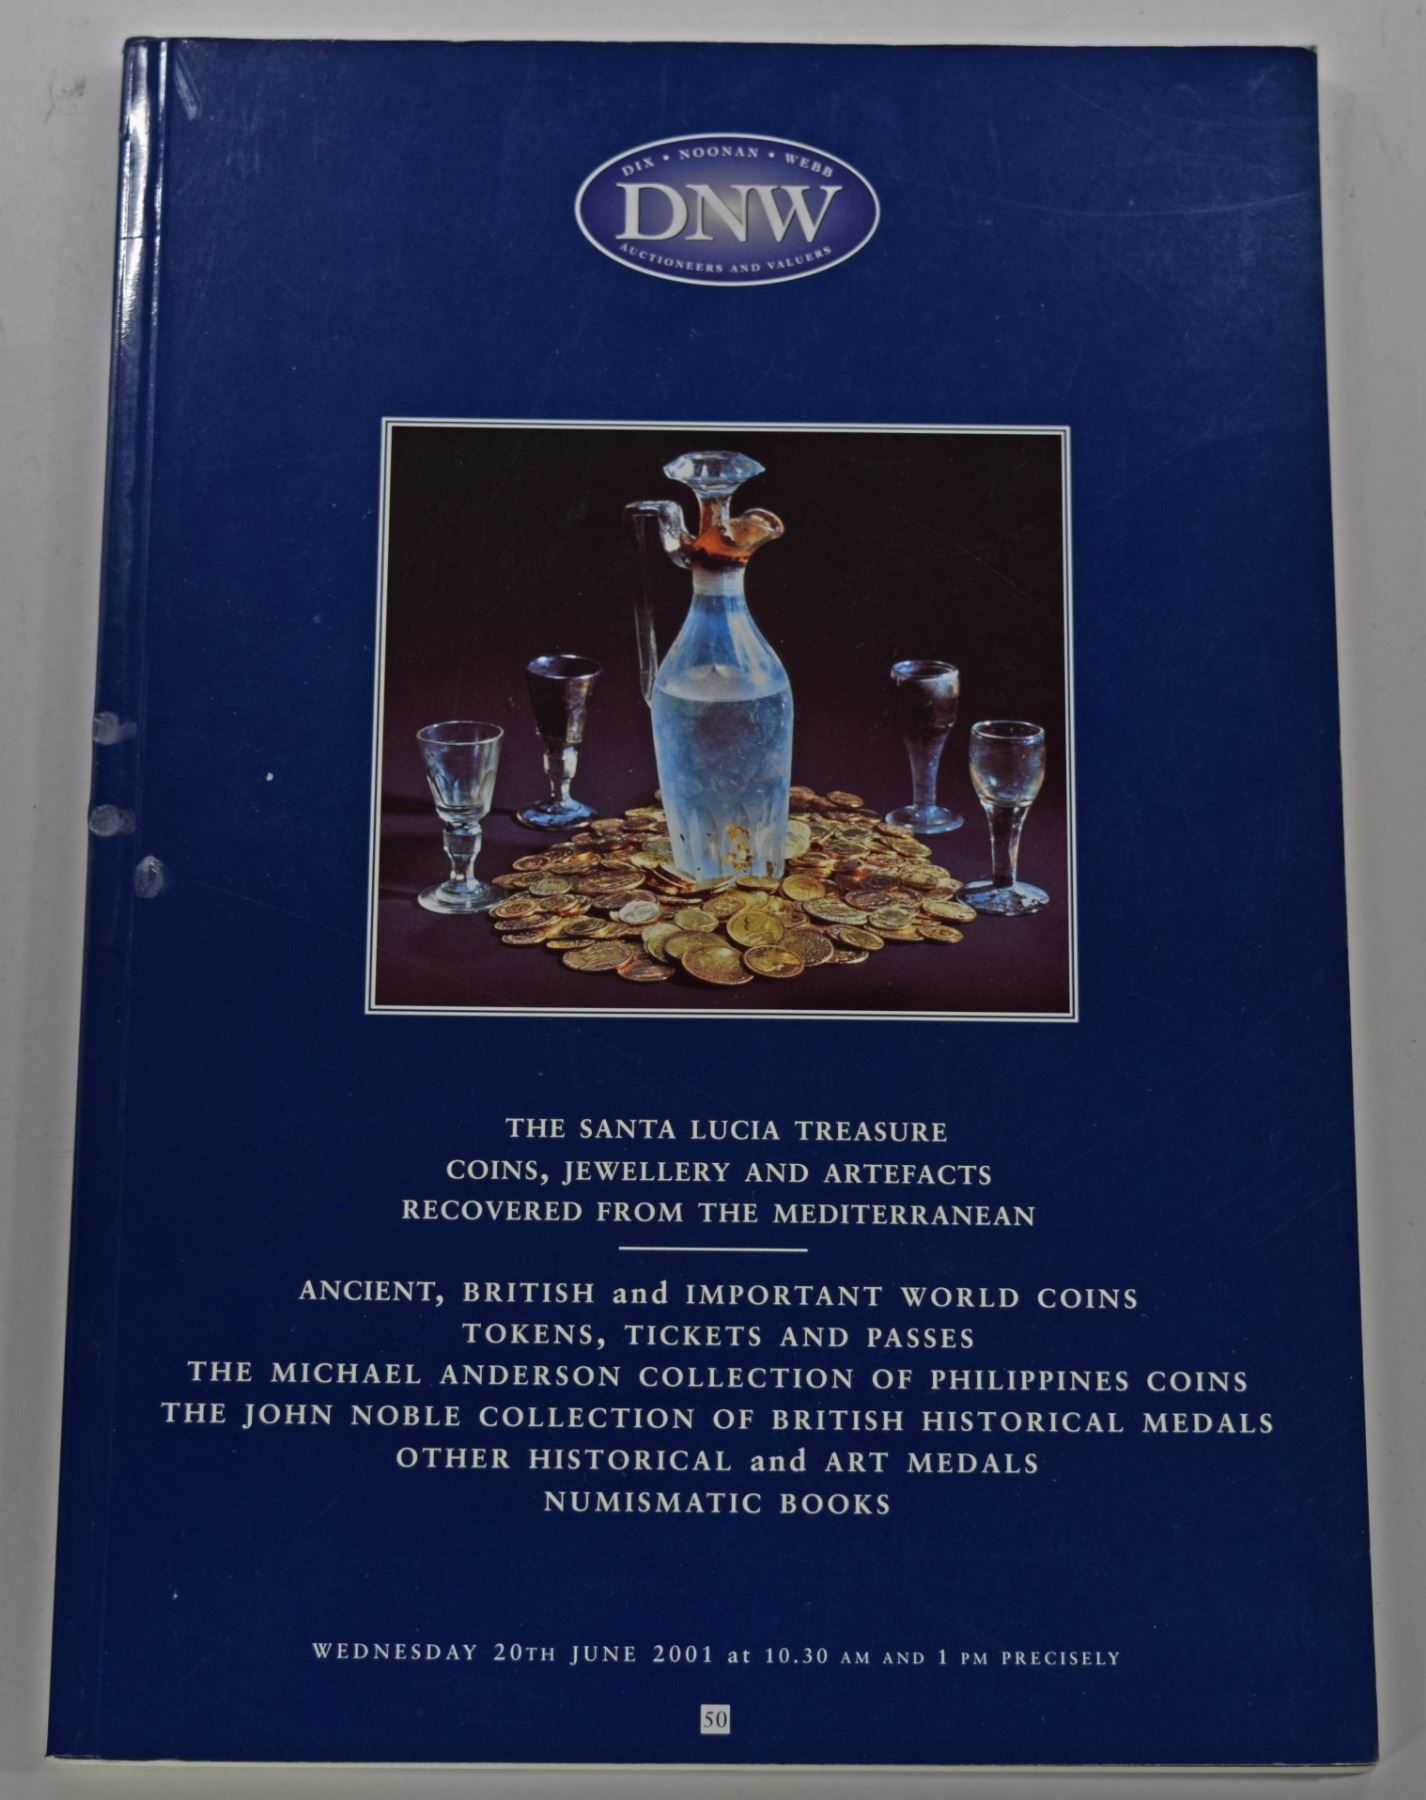 DIX • NOONAN • WEBB
DNW
AUCTIONEERS AND VALUERS
THE SANTA LUCIA TREASURE
COINS, JEWELLERY AND ARTEFACTS
RECOVERED FROM THE MEDITERRANEAN
ANCIENT, BRITISH and IMPORTANT WORLD COINS
TOKENS, TICKETS AND PASSES
THE MICHAEL ANDERSON COLLECTION OF PHILIPPINES COINS
THE JOHN NOBLE COLLECTION OF BRITISH HISTORICAL MEDALS
OTHER HISTORICAL and ART MEDALS
NUMISMATIC BOOKS
WEDNESDAY 20TH JUNE 2001 at 10.30 AM AND 1 PM PRECISELY
50